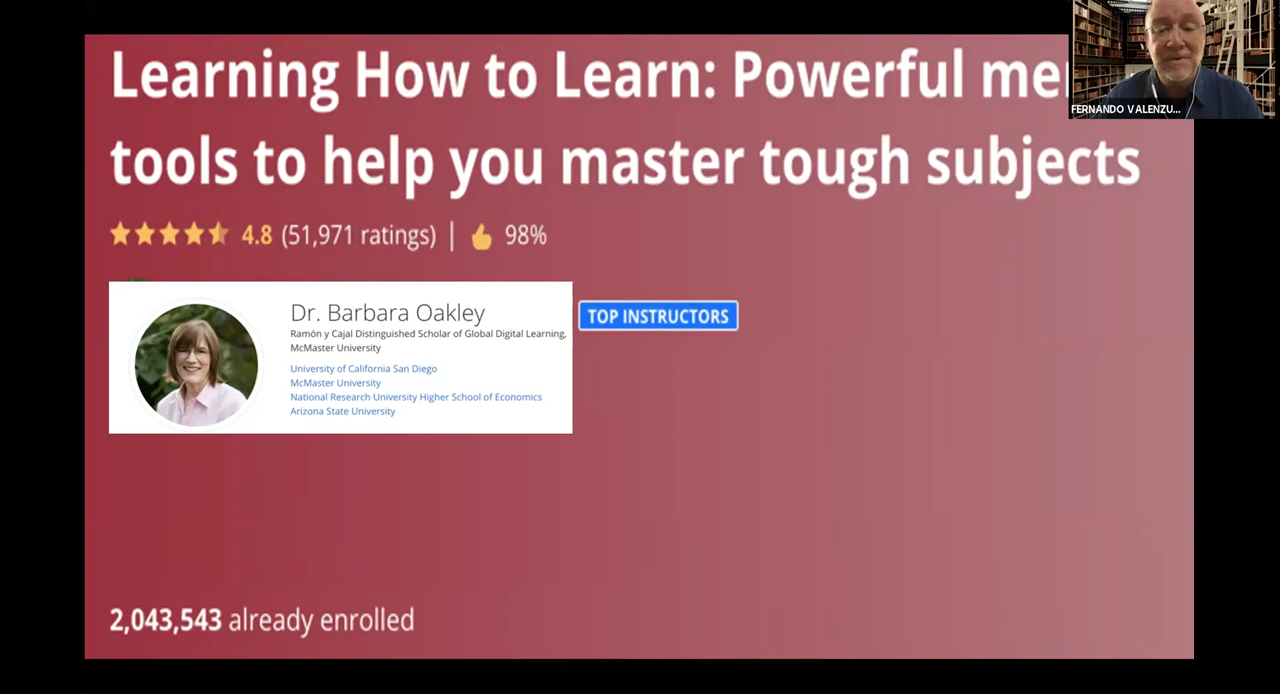 Learning How to Learn: Powerful me
tools to help you master tough subjects
4.8 (51,971 ratings) | 98%
Dr. Barbara Oakley
Ramón y Cajal Distinguished Scholar of Global Digital Learning,
McMaster University
University of California San Diego
McMaster University
National Research University Higher School of Economics
Arizona State University
TOP INSTRUCTORS
2,043,543 already enrolled
FERNANDO VALENZU...